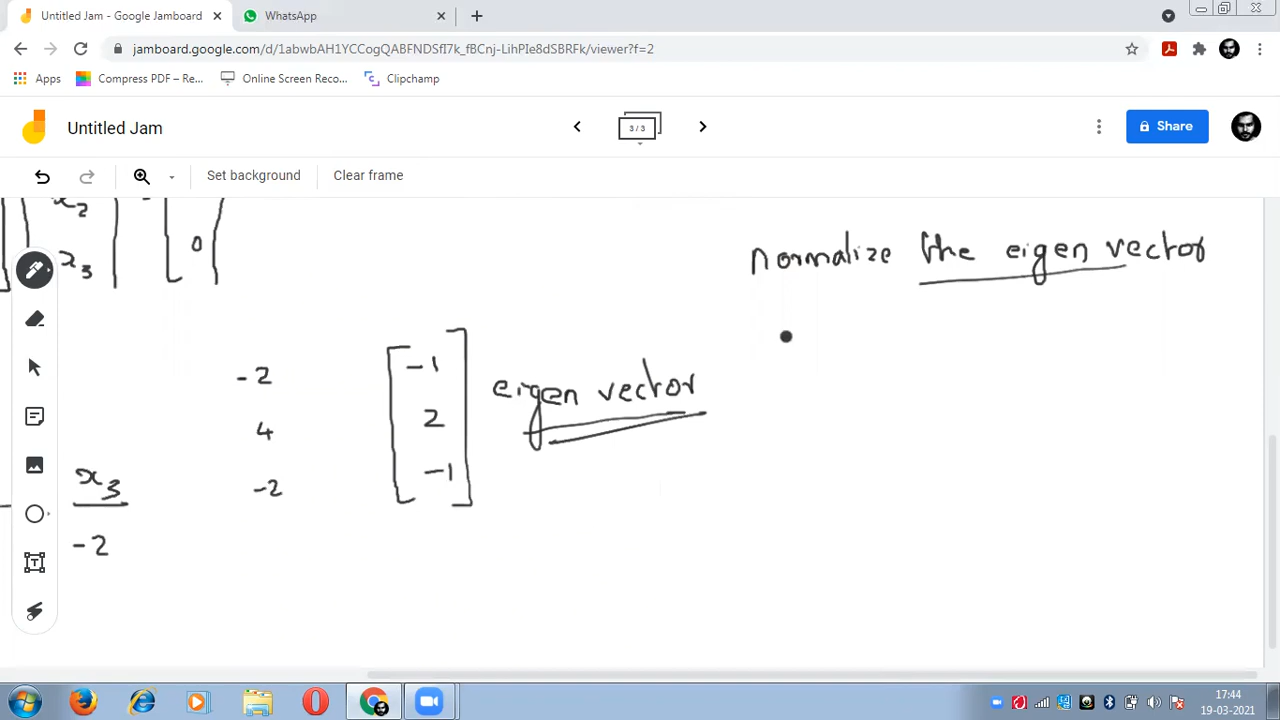 Untitled Jam - Google Jamboard
WhatsApp
jamboard.google.com/d/1abwbAH1YCCogQABFNDSfI7k_fBCnj-LihPIe8dSBRFk/viewer?f=2
Apps
Compress PDF – Re...
Online Screen Reco...
Clipchamp
Untitled Jam
3 / 3
Share
Set background
Clear frame
x2
x3
0
normalize the eigen vector
-2
4
-2
-1
2
-1
eigen vector
x3
-2
17:44
19-03-2021